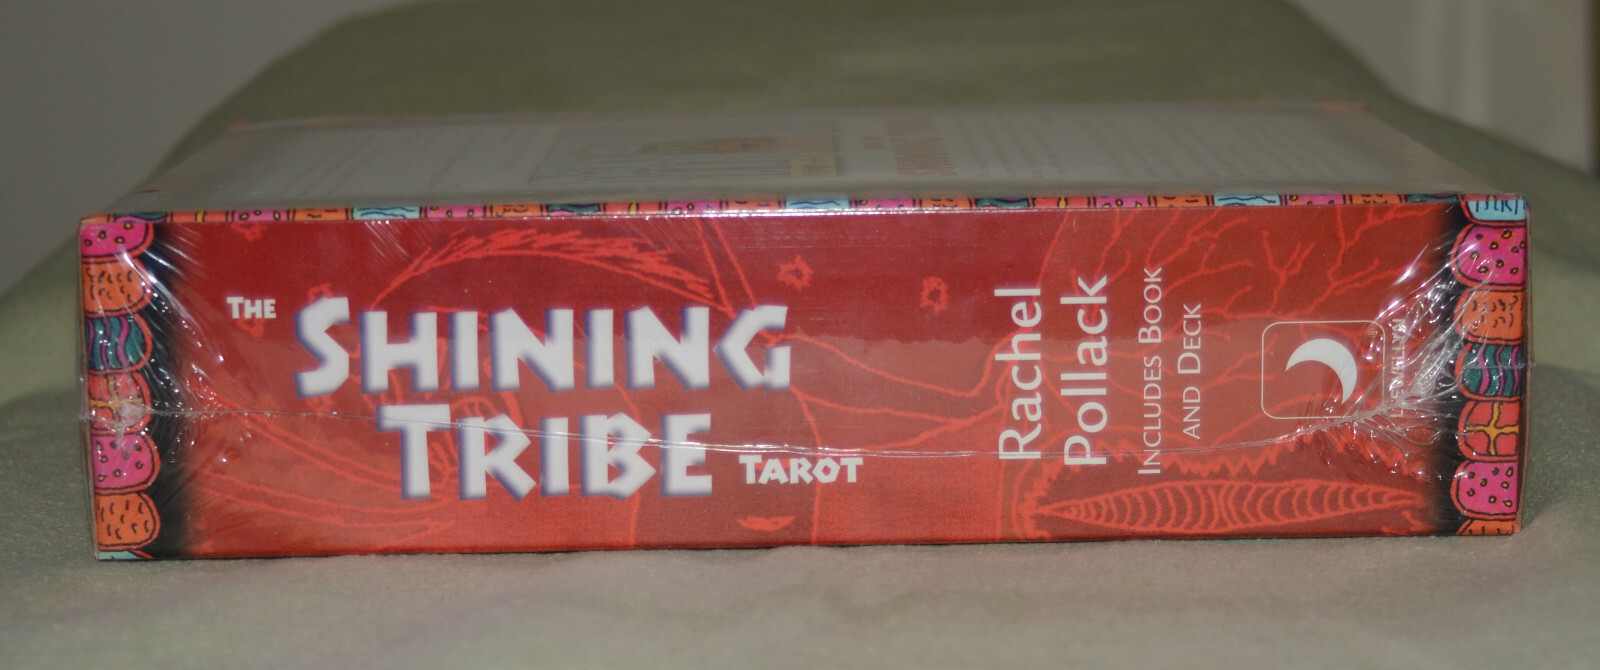 THE
SHINING
TRIBE TAROT
Rachel
Pollack
INCLUDES BOOK
AND DECK